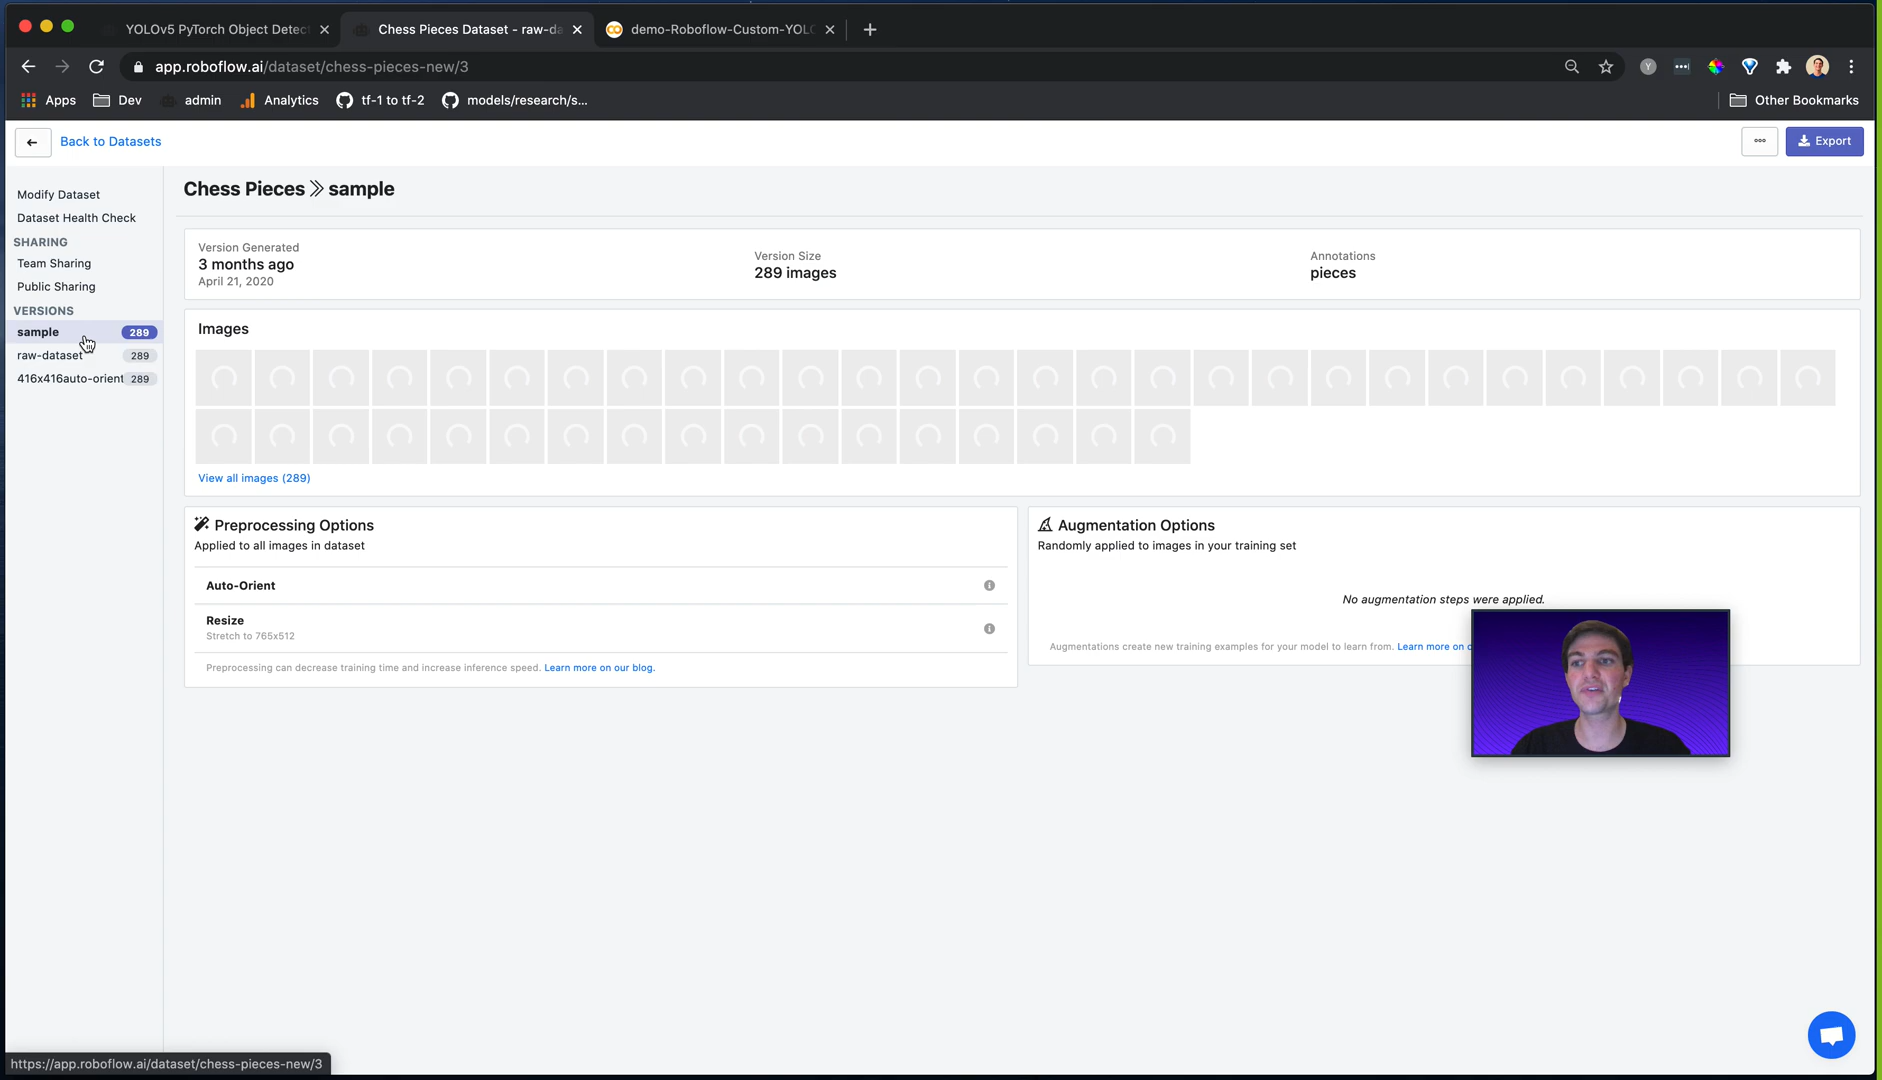 YOLOv5 PyTorch Object Detect
Chess Pieces Dataset - raw-da
demo-Roboflow-Custom-YOLO
app.roboflow.ai/dataset/chess-pieces-new/3
Y
Apps
Dev
admin
Analytics
tf-1 to tf-2
models/research/s...
Other Bookmarks
Back to Datasets
Export
Modify Dataset
Dataset Health Check
SHARING
Team Sharing
Public Sharing
VERSIONS
sample 289
raw-dataset 289
416x416auto-orient 289
Chess Pieces >> sample
Version Generated
3 months ago
April 21, 2020
Version Size
289 images
Annotations
pieces
Images
View all images (289)
Preprocessing Options
Applied to all images in dataset
Auto-Orient
Resize
Stretch to 765x512
Preprocessing can decrease training time and increase inference speed. Learn more on our blog.
Augmentation Options
Randomly applied to images in your training set
No augmentation steps were applied.
Augmentations create new training examples for your model to learn from. Learn more on
https://app.roboflow.ai/dataset/chess-pieces-new/3